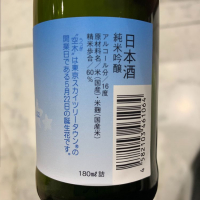 日本酒
純米吟醸
アルコール分/16度
原材料名/米(国産)・米麹(国産米)
精米歩合/60%
"空木"は東京スカイツリータウン®の
開業日である5月22日の誕生花です。
4582103461064
180ml詰